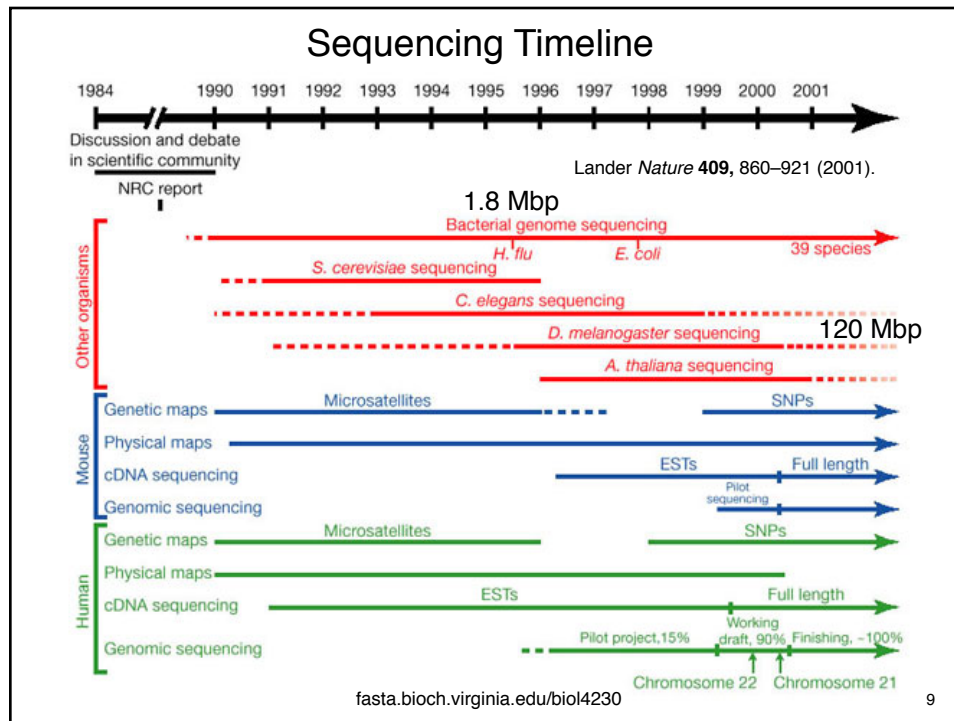 Sequencing Timeline
1984 1990 1991 1992 1993 1994 1995 1996 1997 1998 1999 2000 2001
Discussion and debate
in scientific community
NRC report
Lander Nature 409, 860–921 (2001).
1.8 Mbp
Other organisms
Bacterial genome sequencing
H. flu E. coli 39 species
S. cerevisiae sequencing
C. elegans sequencing
D. melanogaster sequencing 120 Mbp
A. thaliana sequencing
Mouse
Genetic maps Microsatellites SNPs
Physical maps
cDNA sequencing ESTs Full length
Genomic sequencing Pilot
sequencing
Human
Genetic maps Microsatellites SNPs
Physical maps
cDNA sequencing ESTs Full length
Genomic sequencing Pilot project,15% Working
draft, 90% Finishing, ~100%
Chromosome 22 Chromosome 21
fasta.bioch.virginia.edu/biol4230 9